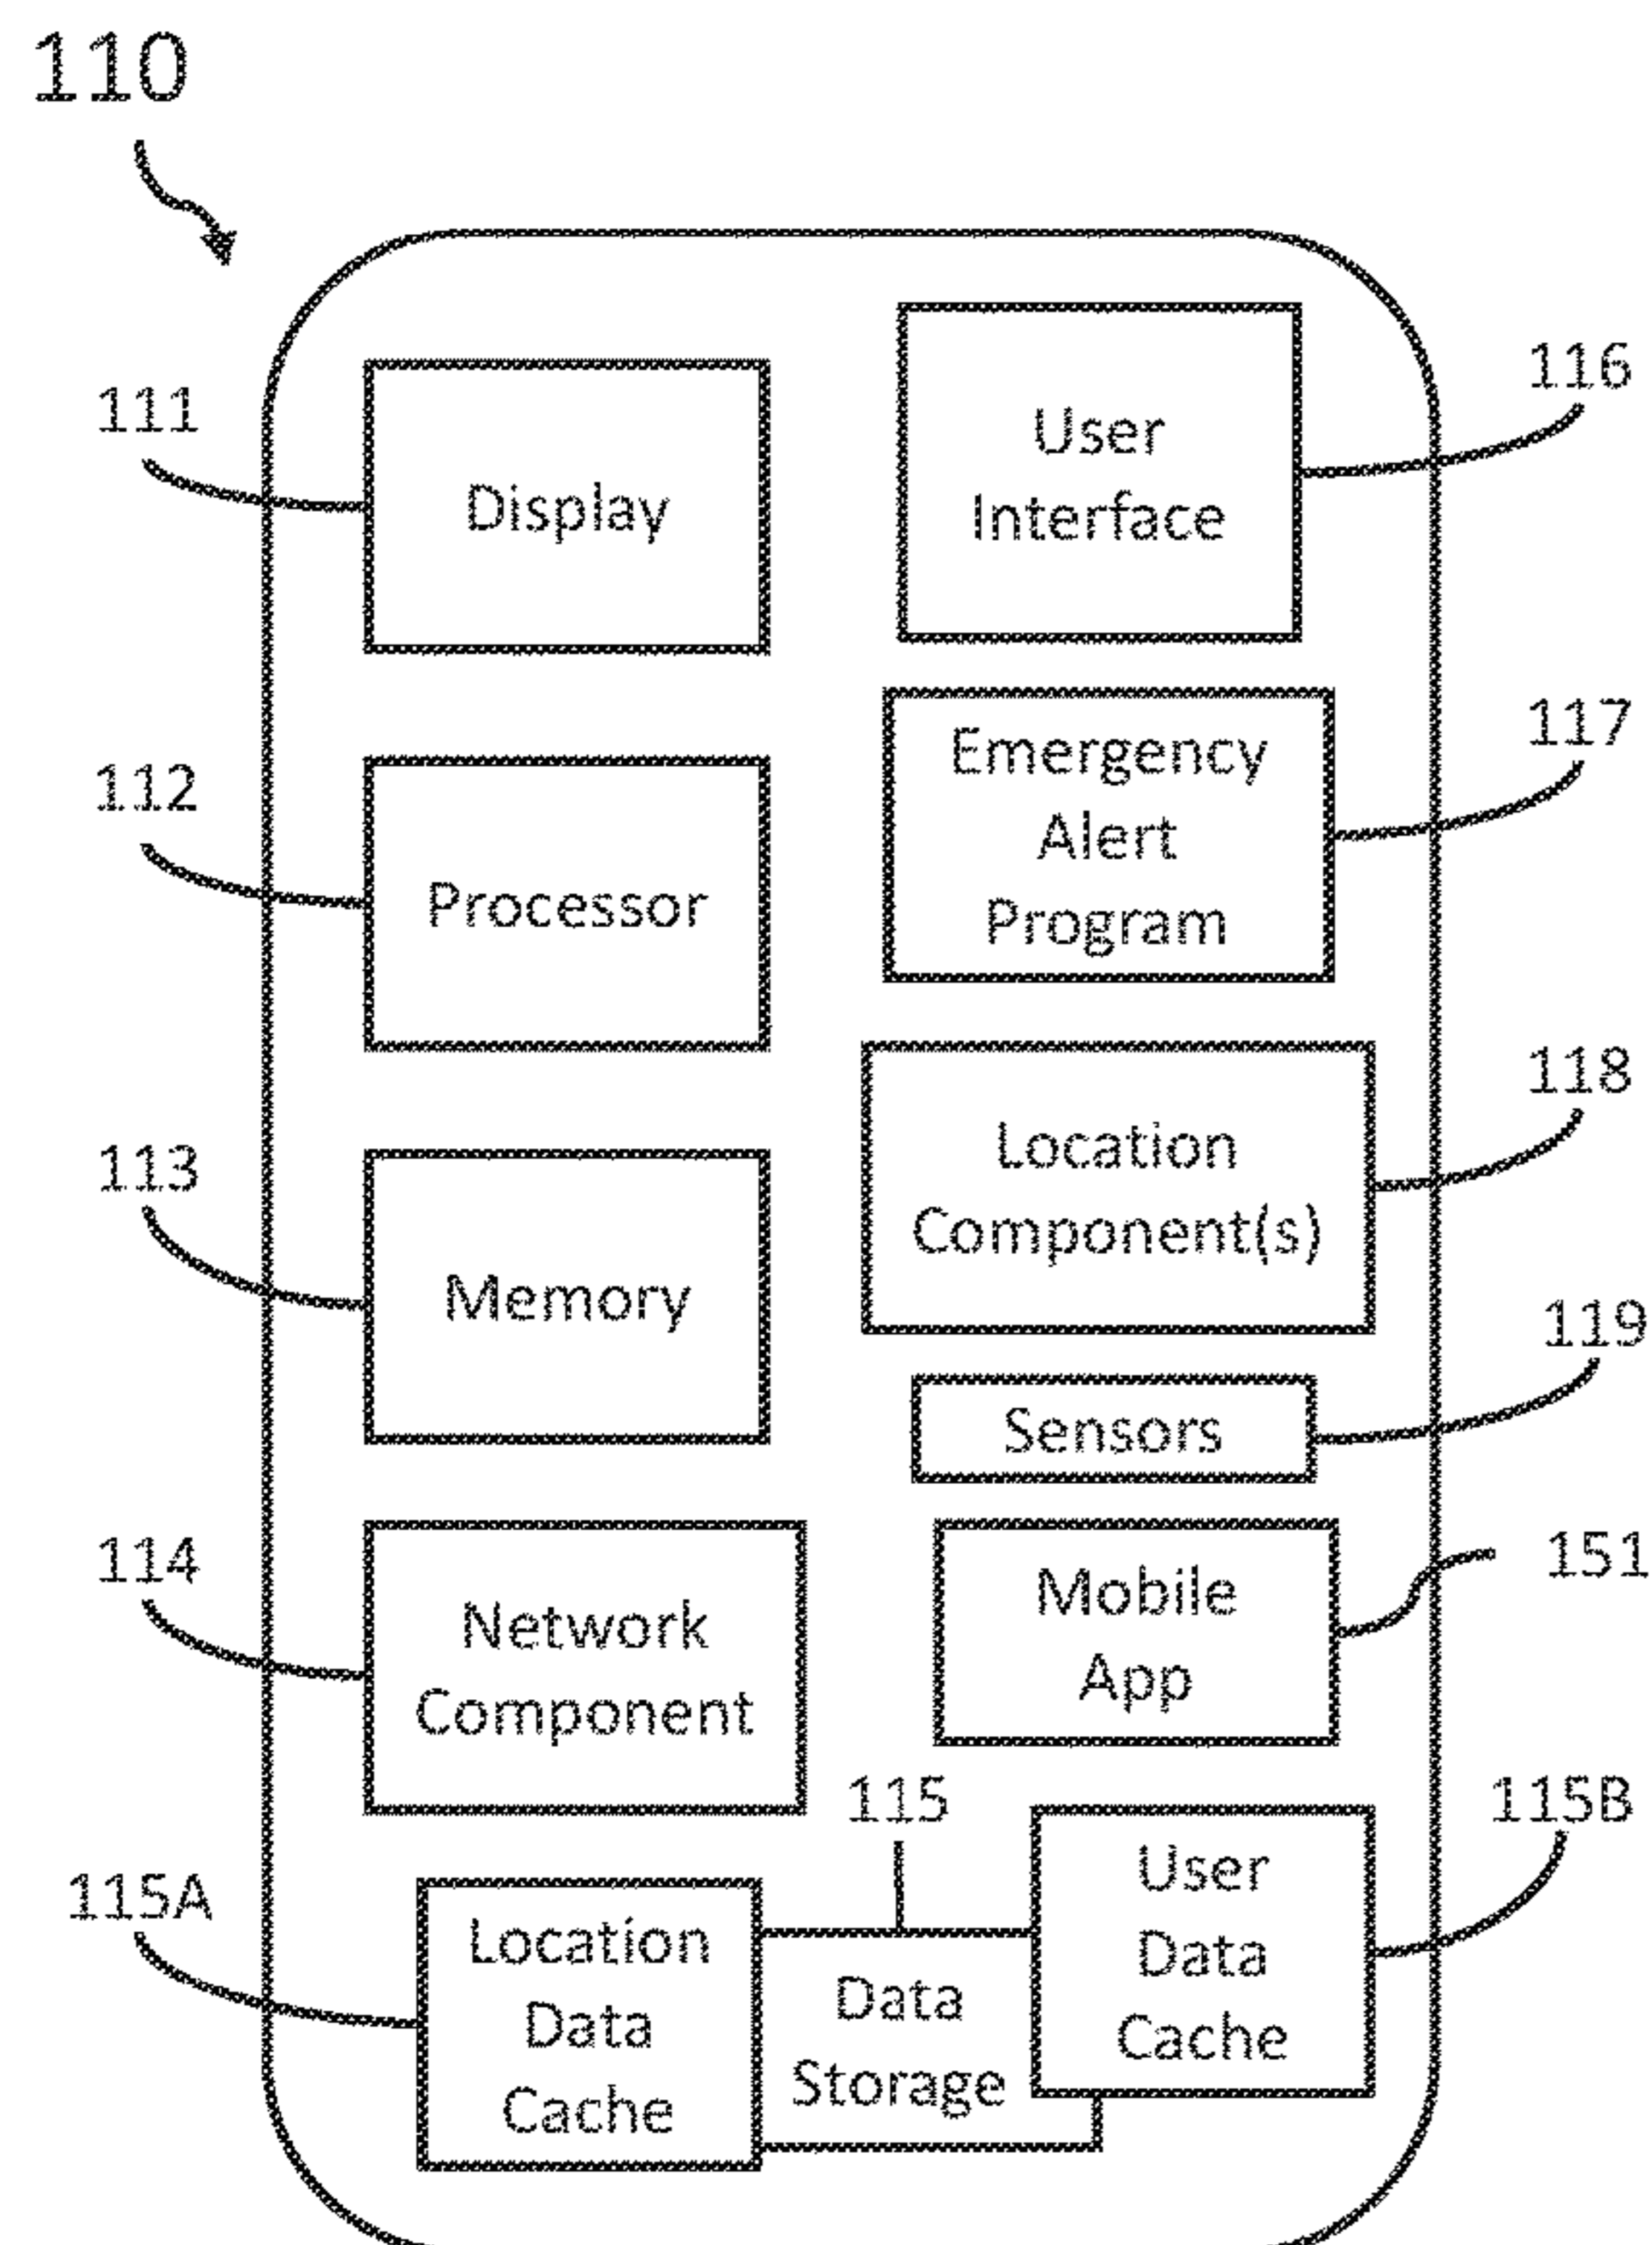 110
111
Display
116
User
Interface
112
Processor
117
Emergency
Alert
Program
113
Memory
118
Location
Component(s)
119
Sensors
114
Network
Component
151
Mobile
App
115A
Location
Data
Cache
115
Data
Storage
115B
User
Data
Cache